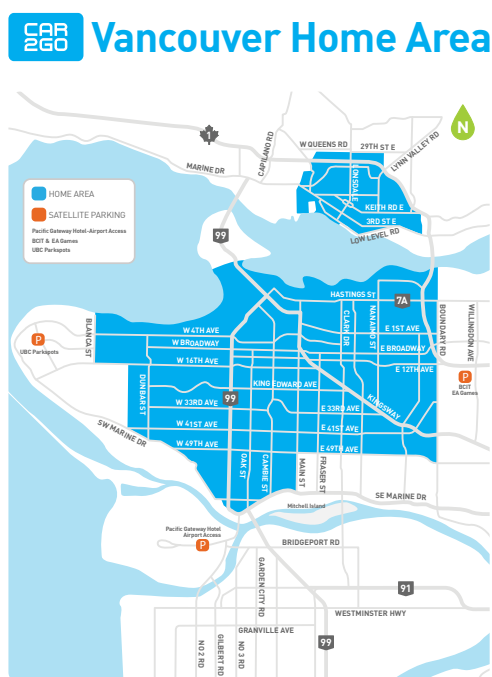 CAR
2GO
Vancouver Home Area
N
1
W QUEENS RD
29TH ST E
LYNN VALLEY RD
CAPILANO RD
MARINE DR
LONSDALE
KEITH RD E
3RD ST E
LOW LEVEL RD
HOME AREA
SATELLITE PARKING
Pacific Gateway Hotel-Airport Access
BCIT & EA Games
UBC Parkspots
99
HASTINGS ST
7A
BLANCA ST
W 4TH AVE
W BROADWAY
W 16TH AVE
CLARK DR
NANAIMO ST
E 1ST AVE
E BROADWAY
E 12TH AVE
BOUNDARY RD
WILLINGDON AVE
P
UBC Parkspots
P
BCIT
EA Games
DUNBAR ST
KING EDWARD AVE
99
W 33RD AVE
E 33RD AVE
KINGSWAY
W 41ST AVE
E 41ST AVE
W 49TH AVE
E 49TH AVE
SW MARINE DR
OAK ST
CAMBIE ST
MAIN ST
FRASER ST
SE MARINE DR
Mitchell Island
Pacific Gateway Hotel
Airport Access
P
BRIDGEPORT RD
GARDEN CITY RD
91
WESTMINSTER HWY
GRANVILLE AVE
99
NO 2 RD
GILBERT RD
NO 3 RD